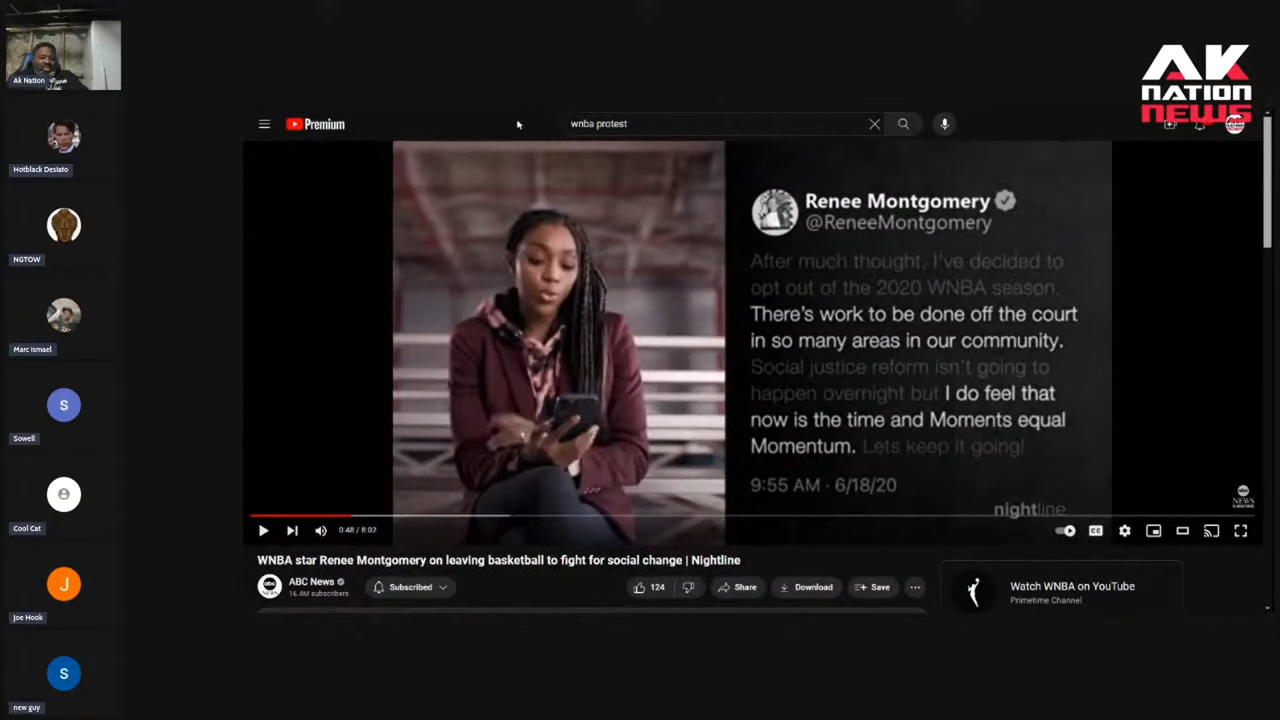 Ak Nation
Hotblack Desiato
NGTOW
Marc Ismael
S
Sowell
Cool Cat
J
Joe Hook
S
new guy
AK
NATION
NEWS
Premium
wnba protest
Renee Montgomery
@ReneeMontgomery
After much thought, I've decided to
opt out of the 2020 WNBA season.
There's work to be done off the court
in so many areas in our community.
Social justice reform isn't going to
happen overnight but I do feel that
now is the time and Moments equal
Momentum. Lets keep it going!
9:55 AM · 6/18/20
nightline
abc
NEWS
0:48 / 8:02
CC
WNBA star Renee Montgomery on leaving basketball to fight for social change | Nightline
ABC News
16.4M subscribers
Subscribed
124
Share
Download
Save
Watch WNBA on YouTube
Primetime Channel